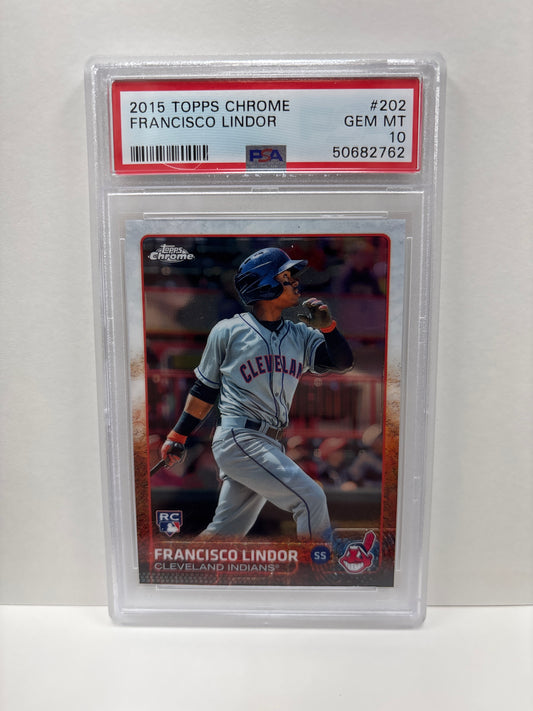 2015 TOPPS CHROME #202
FRANCISCO LINDOR GEM MT
10
PSA 50682762
Topps
Chrome
CLEVELAN
RC
FRANCISCO LINDOR SS
CLEVELAND INDIANS®